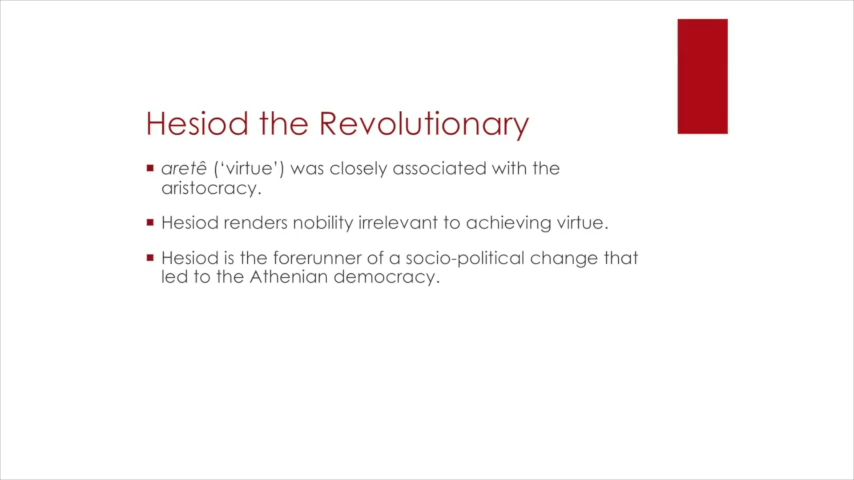 Hesiod the Revolutionary
▪ aretê (‘virtue’) was closely associated with the
aristocracy.
▪ Hesiod renders nobility irrelevant to achieving virtue.
▪ Hesiod is the forerunner of a socio-political change that
led to the Athenian democracy.